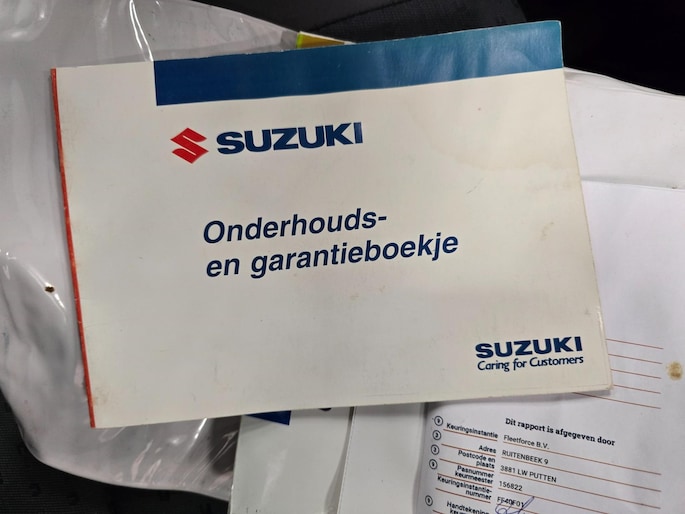 SUZUKI
Onderhouds-
en garantieboekje
SUZUKI
Caring for Customers
Dit rapport is afgegeven door
Keuringsinstantie Fleetforce B.V.
Adres RUITENBEEK 9
Postcode en
plaats 3881 LW PUTTEN
Pasnummer
keurmeester 156822
Keuringsinstantie-
nummer
Handtekening